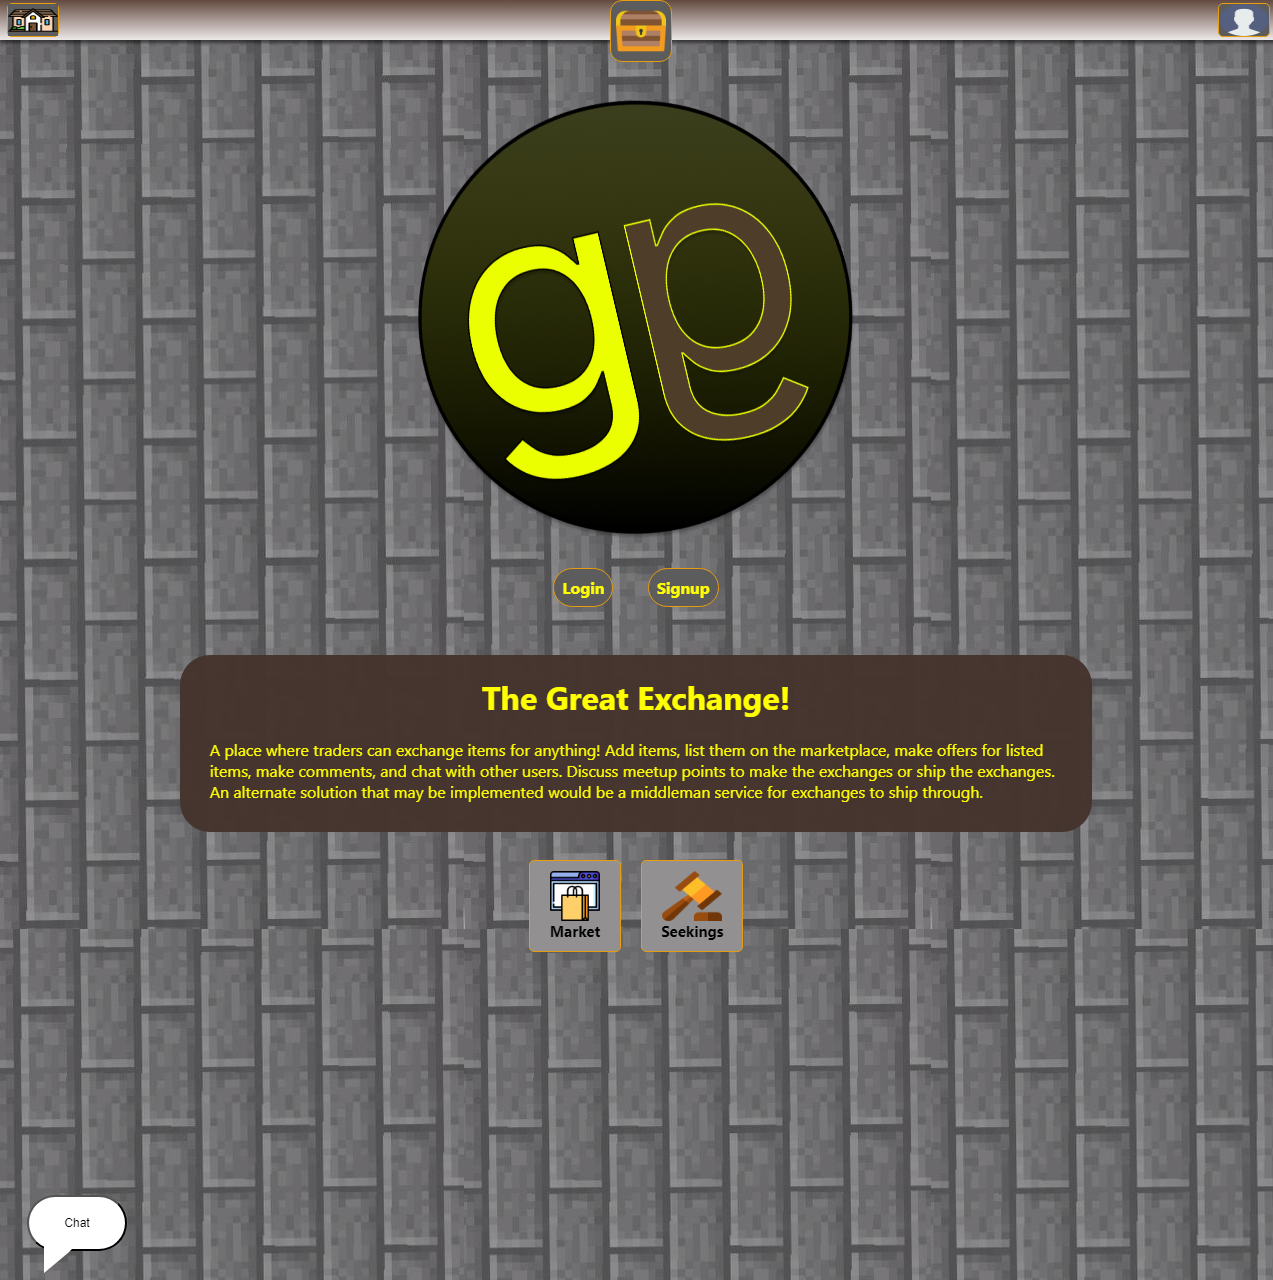 g g
Login Signup
The Great Exchange!
A place where traders can exchange items for anything! Add items, list them on the marketplace, make offers for listed
items, make comments, and chat with other users. Discuss meetup points to make the exchanges or ship the exchanges.
An alternate solution that may be implemented would be a middleman service for exchanges to ship through.
Market Seekings
Chat